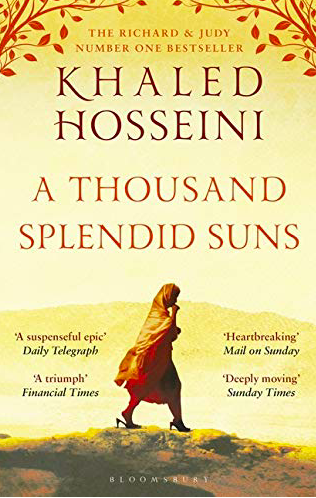 THE RICHARD & JUDY
NUMBER ONE BESTSELLER
KHALED
HOSSEINI
A THOUSAND
SPLENDID SUNS
‘A suspenseful epic’
Daily Telegraph
‘Heartbreaking’
Mail on Sunday
‘A triumph’
Financial Times
‘Deeply moving’
Sunday Times
BLOOMSBURY